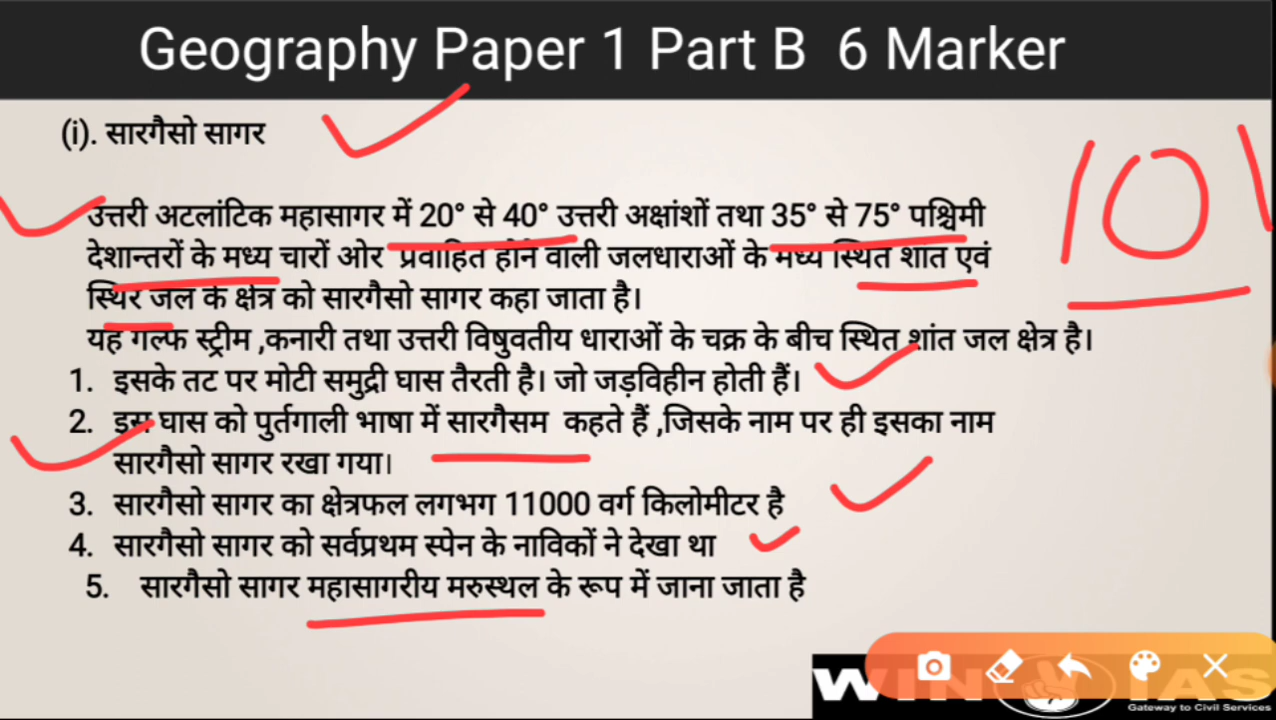 Geography Paper 1 Part B 6 Marker
(i). सारगैसो सागर
101
उत्तरी अटलांटिक महासागर में 20° से 40° उत्तरी अक्षांशों तथा 35° से 75° पश्चिमी
देशान्तरों के मध्य चारों ओर प्रवाहित होने वाली जलधाराओं के मध्य स्थित शांत एवं
स्थिर जल के क्षेत्र को सारगैसो सागर कहा जाता है।
यह गल्फ स्ट्रीम ,कनारी तथा उत्तरी विषुवतीय धाराओं के चक्र के बीच स्थित शांत जल क्षेत्र है।
1. इसके तट पर मोटी समुद्री घास तैरती है। जो जड़विहीन होती हैं।
2. इस घास को पुर्तगाली भाषा में सारगैसम कहते हैं ,जिसके नाम पर ही इसका नाम
सारगैसो सागर रखा गया।
3. सारगैसो सागर का क्षेत्रफल लगभग 11000 वर्ग किलोमीटर है
4. सारगैसो सागर को सर्वप्रथम स्पेन के नाविकों ने देखा था
5. सारगैसो सागर महासागरीय मरुस्थल के रूप में जाना जाता है
WIN IAS
Gateway to Civil Services